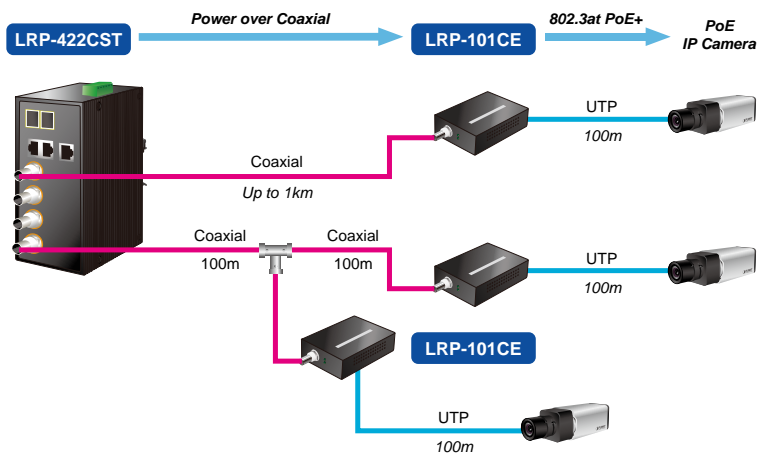 Power over Coaxial
802.3at PoE+
PoE
IP Camera
LRP-422CST
LRP-101CE
UTP
100m
Coaxial
Up to 1km
Coaxial
100m
Coaxial
100m
UTP
100m
LRP-101CE
UTP
100m